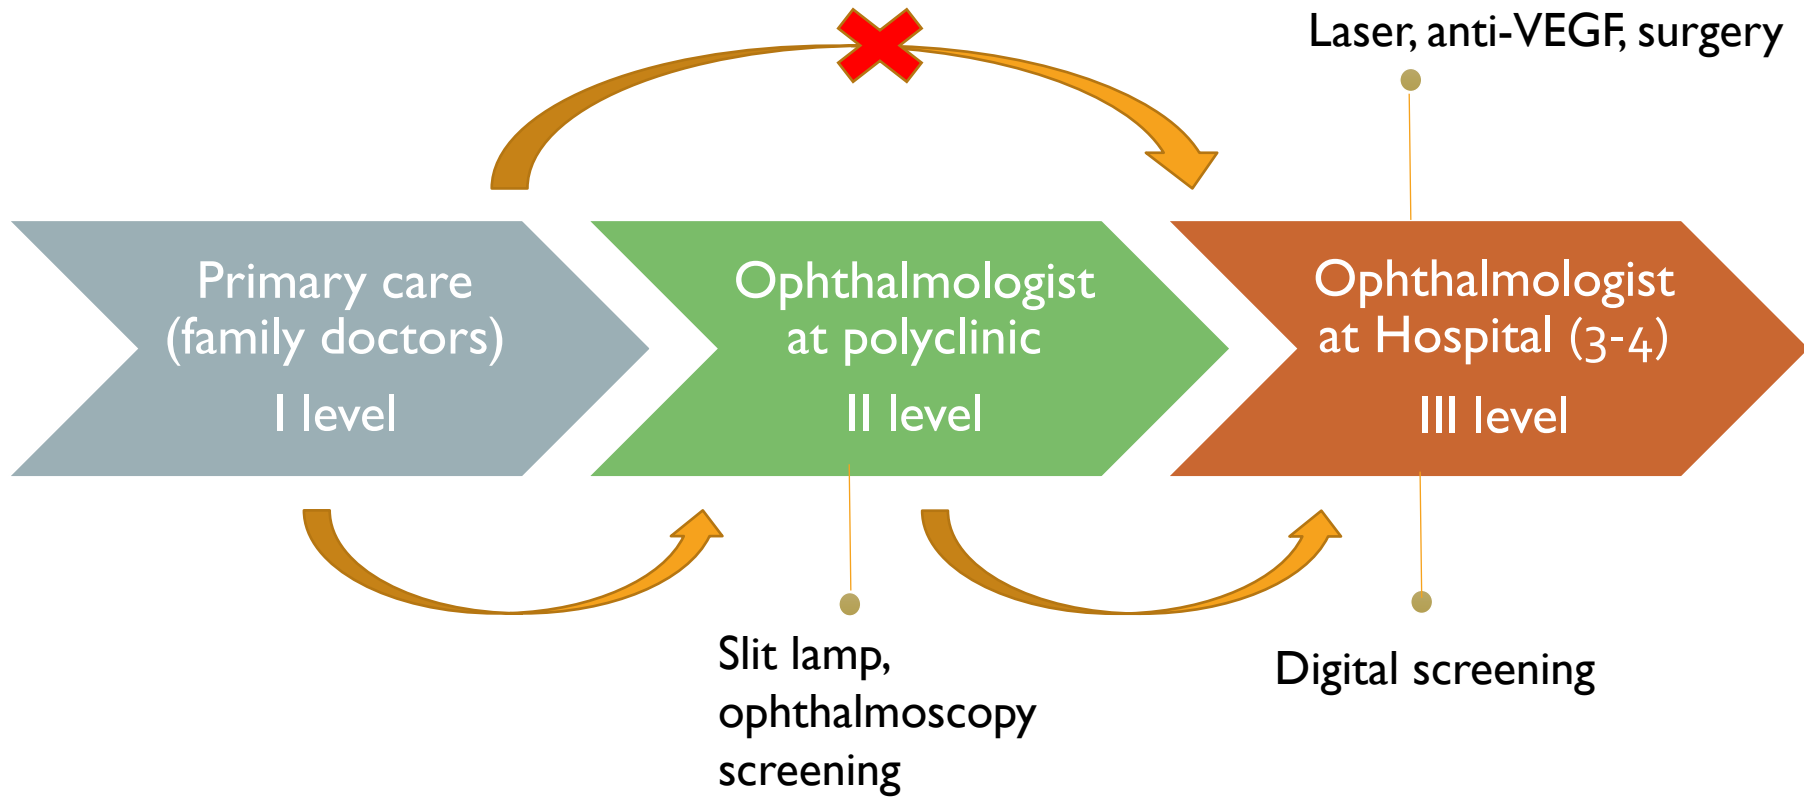 Laser, anti-VEGF, surgery
Primary care
(family doctors)
I level
Ophthalmologist
at polyclinic
II level
Ophthalmologist
at Hospital (3-4)
III level
Slit lamp,
ophthalmoscopy
screening
Digital screening